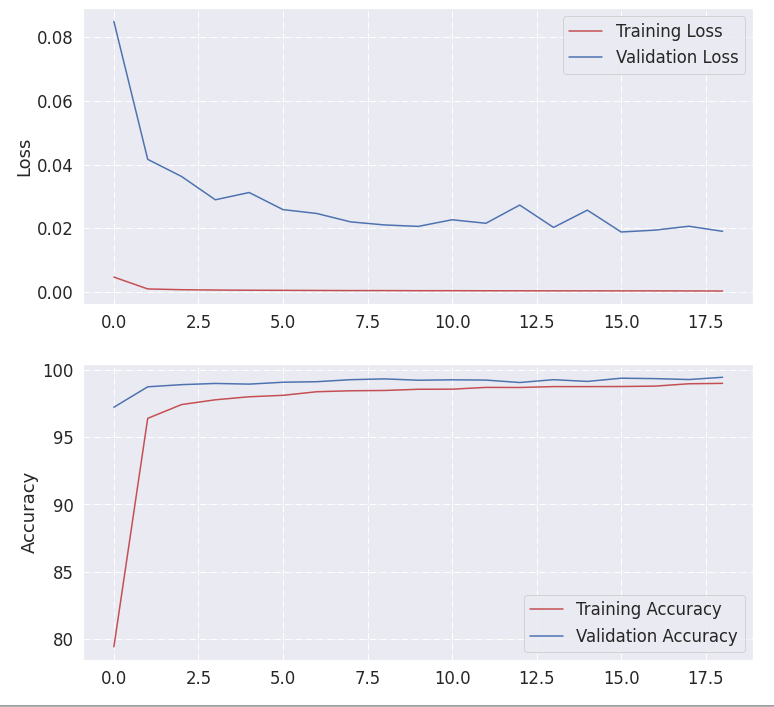 0.08
0.06
0.04
0.02
0.00
Loss
Training Loss
Validation Loss
0.0 2.5 5.0 7.5 10.0 12.5 15.0 17.5
100
95
90
85
80
Accuracy
Training Accuracy
Validation Accuracy
0.0 2.5 5.0 7.5 10.0 12.5 15.0 17.5